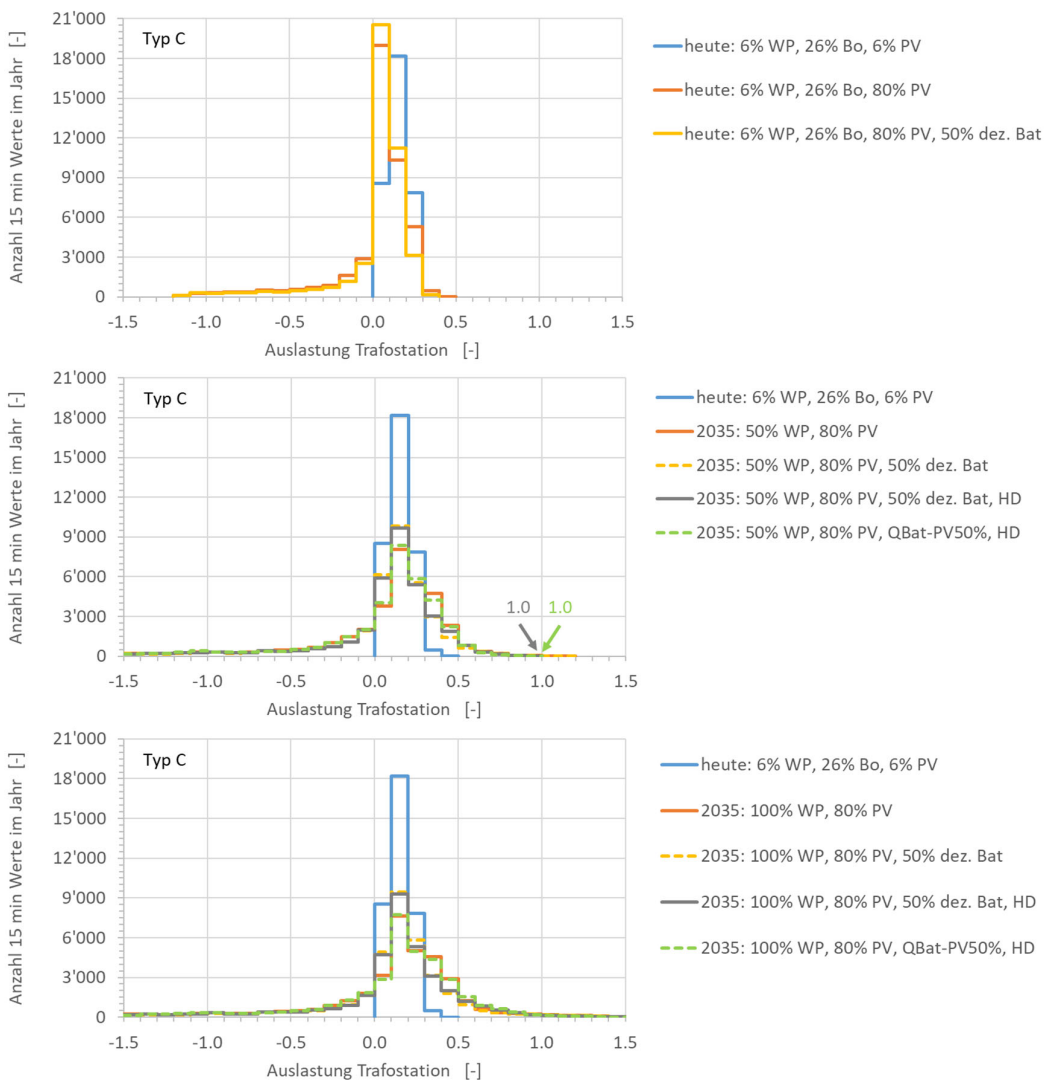 21'000
18'000
15'000
12'000
9'000
6'000
3'000
0
Anzahl 15 min Werte im Jahr [-]
Typ C
-1.5 -1.0 -0.5 0.0 0.5 1.0 1.5
Auslastung Trafostation [-]
heute: 6% WP, 26% Bo, 6% PV
heute: 6% WP, 26% Bo, 80% PV
heute: 6% WP, 26% Bo, 80% PV, 50% dez. Bat
21'000
18'000
15'000
12'000
9'000
6'000
3'000
0
Anzahl 15 min Werte im Jahr [-]
Typ C
1.0 1.0
-1.5 -1.0 -0.5 0.0 0.5 1.0 1.5
Auslastung Trafostation [-]
heute: 6% WP, 26% Bo, 6% PV
2035: 50% WP, 80% PV
2035: 50% WP, 80% PV, 50% dez. Bat
2035: 50% WP, 80% PV, 50% dez. Bat, HD
2035: 50% WP, 80% PV, QBat-PV50%, HD
21'000
18'000
15'000
12'000
9'000
6'000
3'000
0
Anzahl 15 min Werte im Jahr [-]
Typ C
-1.5 -1.0 -0.5 0.0 0.5 1.0 1.5
Auslastung Trafostation [-]
heute: 6% WP, 26% Bo, 6% PV
2035: 100% WP, 80% PV
2035: 100% WP, 80% PV, 50% dez. Bat
2035: 100% WP, 80% PV, 50% dez. Bat, HD
2035: 100% WP, 80% PV, QBat-PV50%, HD